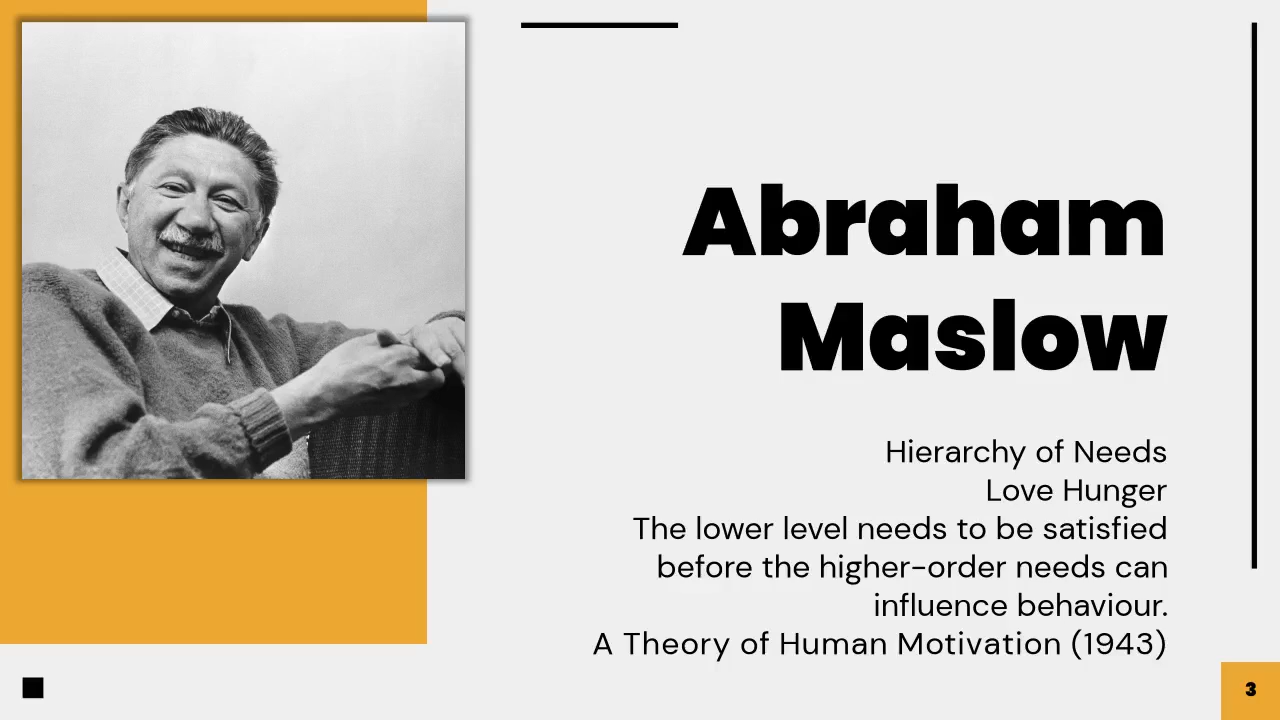 Abraham
Maslow
Hierarchy of Needs
Love Hunger
The lower level needs to be satisfied
before the higher-order needs can
influence behaviour.
A Theory of Human Motivation (1943)
3